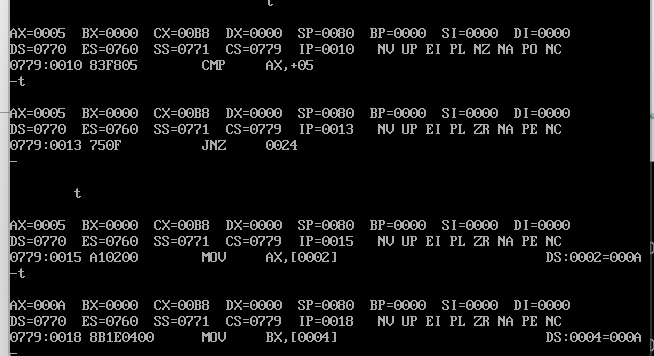 t
AX=0005 BX=0000 CX=00B8 DX=0000 SP=0080 BP=0000 SI=0000 DI=0000
DS=0770 ES=0760 SS=0771 CS=0779 IP=0010 NV UP EI PL NZ NA PO NC
0779:0010 83F805 CMP AX,+05
-t
AX=0005 BX=0000 CX=00B8 DX=0000 SP=0080 BP=0000 SI=0000 DI=0000
DS=0770 ES=0760 SS=0771 CS=0779 IP=0013 NV UP EI PL ZR NA PE NC
0779:0013 750F JNZ 0024
-
t
AX=0005 BX=0000 CX=00B8 DX=0000 SP=0080 BP=0000 SI=0000 DI=0000
DS=0770 ES=0760 SS=0771 CS=0779 IP=0015 NV UP EI PL ZR NA PE NC
0779:0015 A10200 MOV AX,[0002] DS:0002=000A
-t
AX=000A BX=0000 CX=00B8 DX=0000 SP=0080 BP=0000 SI=0000 DI=0000
DS=0770 ES=0760 SS=0771 CS=0779 IP=0018 NV UP EI PL ZR NA PE NC
0779:0018 8B1E0400 MOV BX,[0004] DS:0004=000A
-